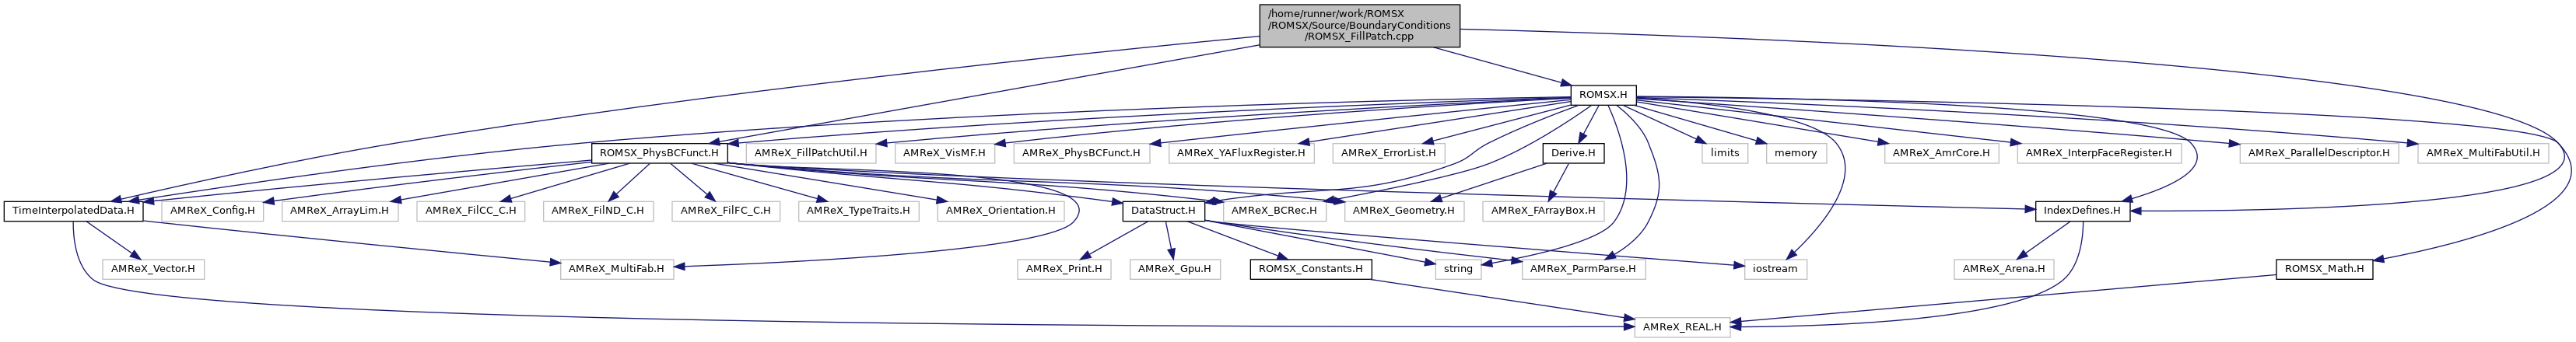 /home/runner/work/ROMSX
/ROMSX/Source/BoundaryConditions
/ROMSX_FillPatch.cpp
ROMSX.H
ROMSX_PhysBCFunct.H
AMReX_FillPatchUtil.H
AMReX_VisMF.H
AMReX_PhysBCFunct.H
AMReX_YAFluxRegister.H
AMReX_ErrorList.H
Derive.H
limits
memory
AMReX_AmrCore.H
AMReX_InterpFaceRegister.H
AMReX_ParallelDescriptor.H
AMReX_MultiFabUtil.H
TimeInterpolatedData.H
AMReX_Config.H
AMReX_ArrayLim.H
AMReX_FilCC_C.H
AMReX_FilND_C.H
AMReX_FilFC_C.H
AMReX_TypeTraits.H
AMReX_Orientation.H
DataStruct.H
AMReX_BCRec.H
AMReX_Geometry.H
AMReX_FArrayBox.H
IndexDefines.H
AMReX_Vector.H
AMReX_MultiFab.H
AMReX_Print.H
AMReX_Gpu.H
ROMSX_Constants.H
string
AMReX_ParmParse.H
iostream
AMReX_Arena.H
ROMSX_Math.H
AMReX_REAL.H